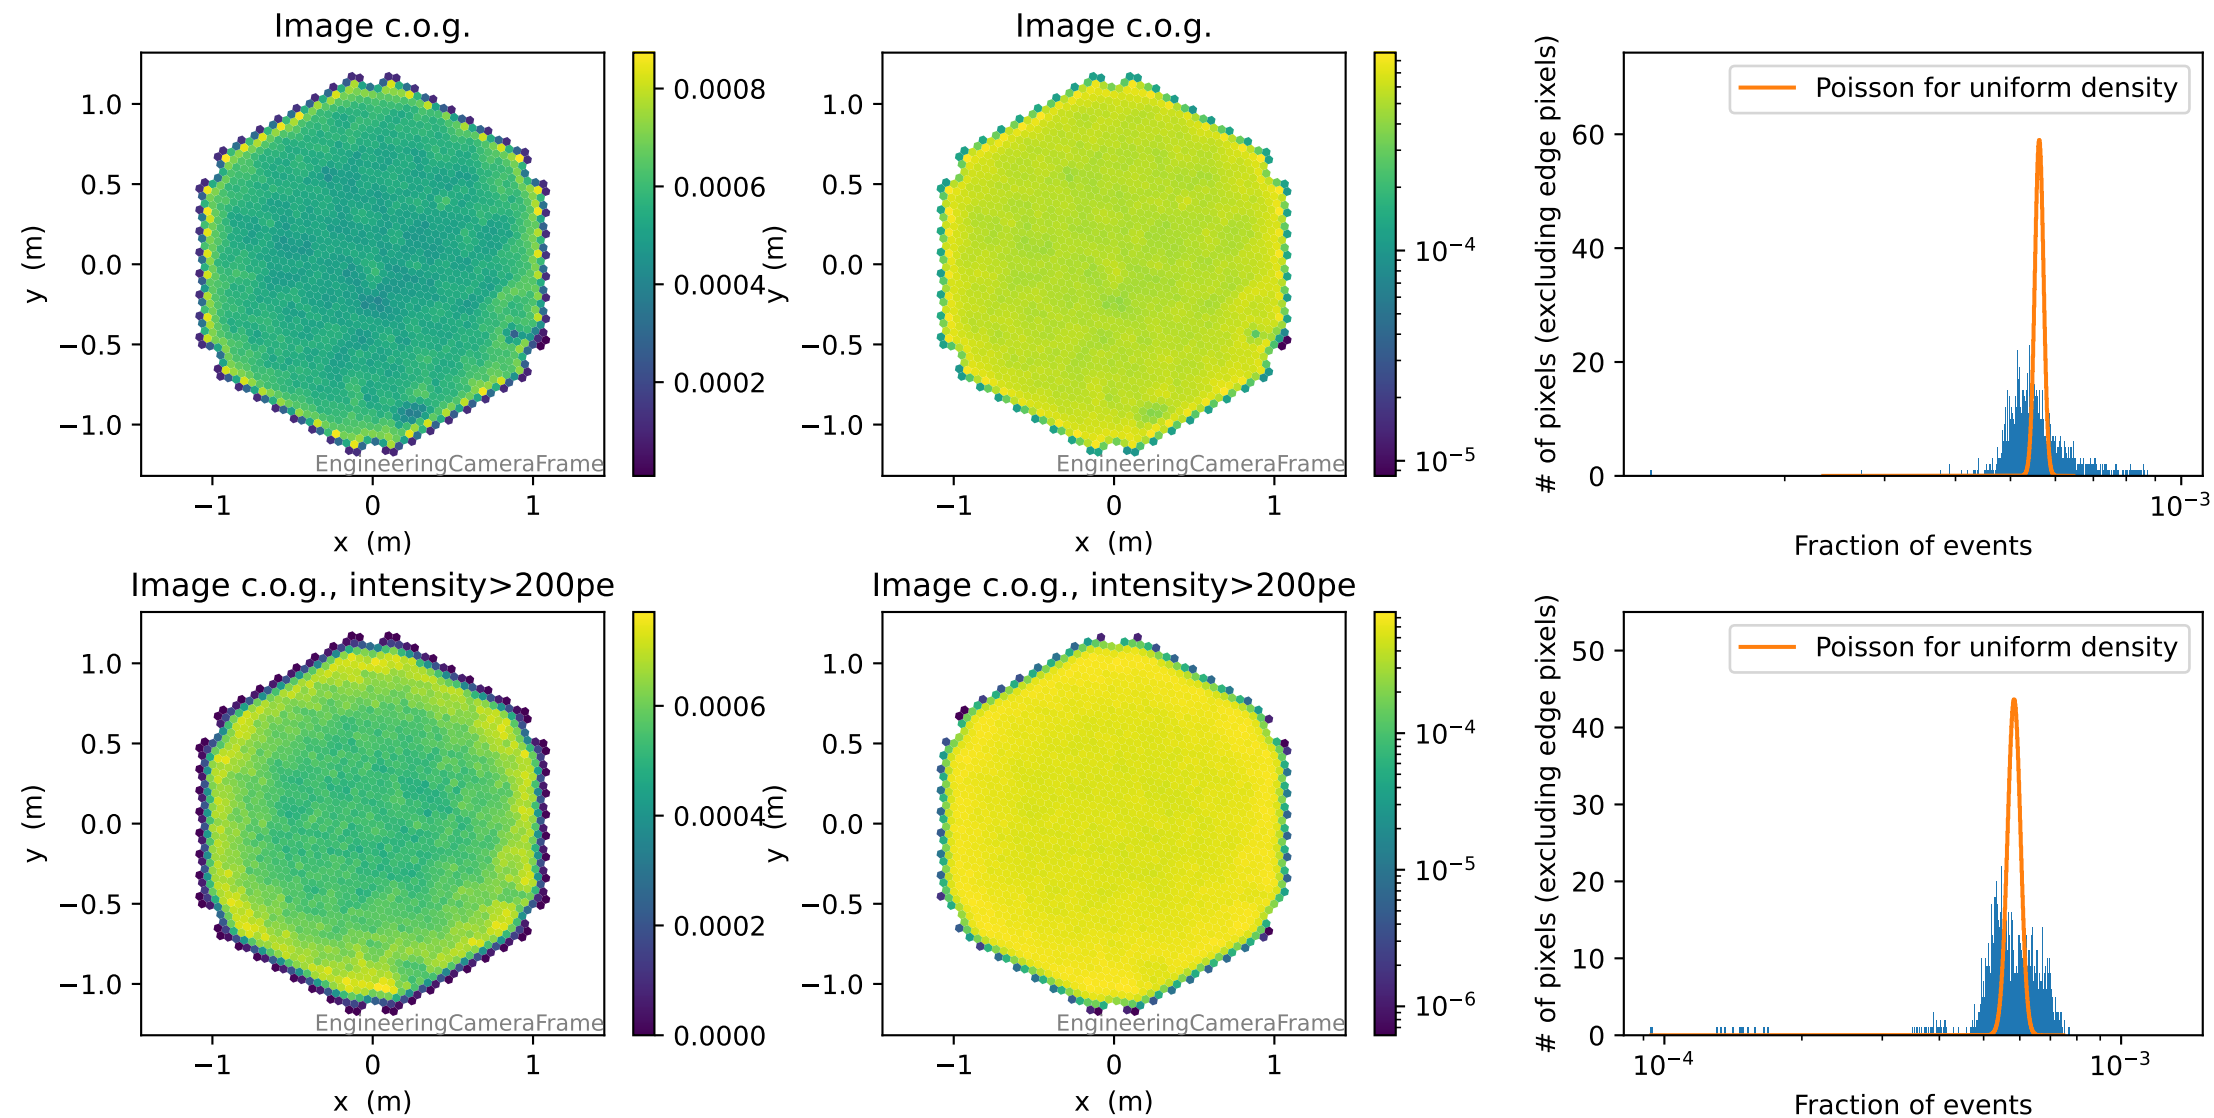 Image c.o.g.
1.0
0.5
0.0
−0.5
−1.0
y (m)
−1
0
1
x (m)
EngineeringCameraFrame
0.0008
0.0006
0.0004
0.0002
Image c.o.g.
1.0
0.5
0.0
−0.5
−1.0
y (m)
−1
0
1
x (m)
EngineeringCameraFrame
10⁻⁴
10⁻⁵
# of pixels (excluding edge pixels)
60
40
20
0
Poisson for uniform density
10⁻³
Fraction of events
Image c.o.g., intensity>200pe
1.0
0.5
0.0
−0.5
−1.0
y (m)
−1
0
1
x (m)
EngineeringCameraFrame
0.0006
0.0004
0.0002
0.0000
Image c.o.g., intensity>200pe
1.0
0.5
0.0
−0.5
−1.0
y (m)
−1
0
1
x (m)
EngineeringCameraFrame
10⁻⁴
10⁻⁵
10⁻⁶
# of pixels (excluding edge pixels)
50
40
30
20
10
0
Poisson for uniform density
10⁻⁴
10⁻³
Fraction of events